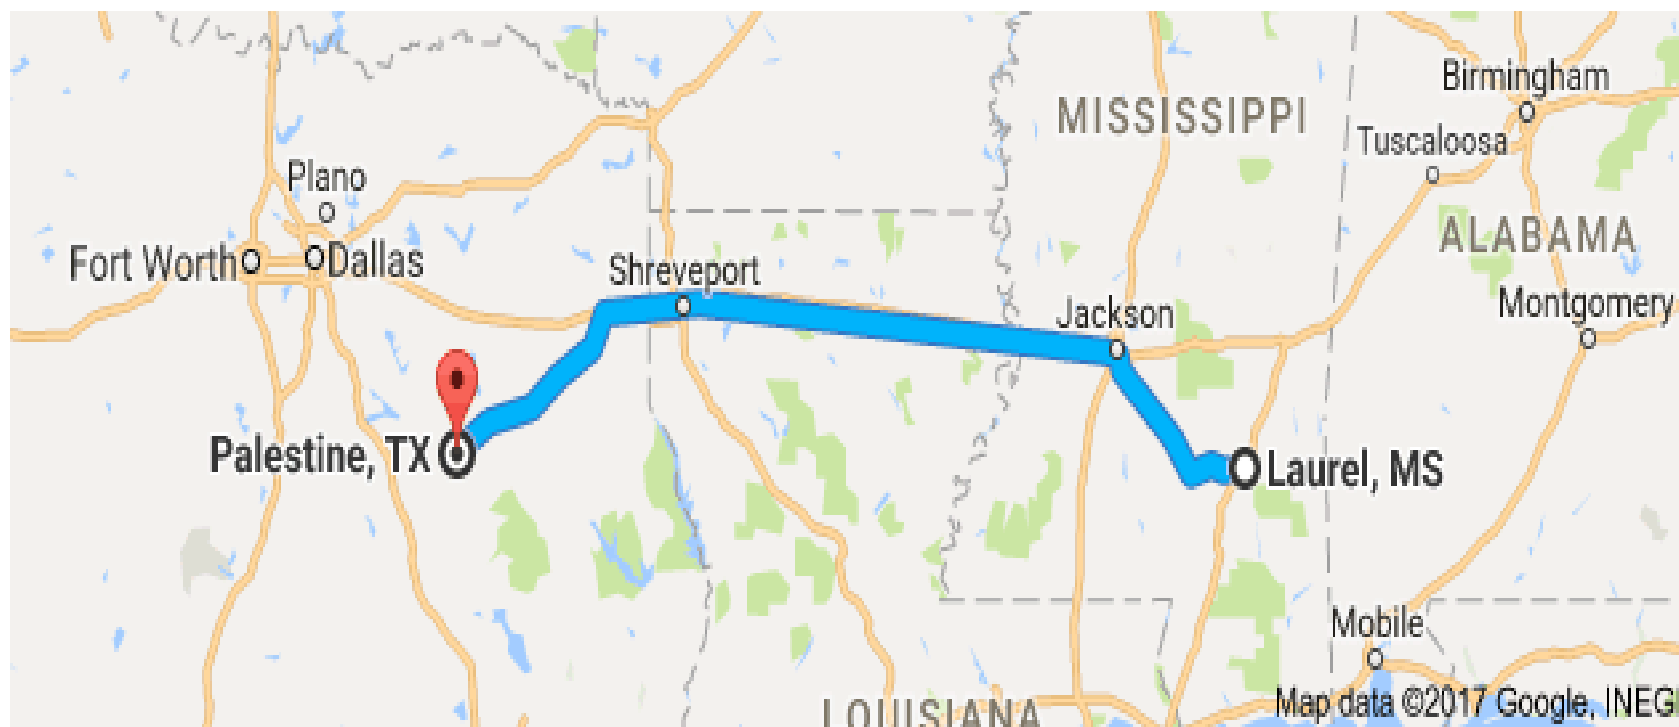 Birmingham
MISSISSIPPI
Tuscaloosa
Plano
ALABAMA
Fort Worth
Dallas
Shreveport
Montgomery
Jackson
Palestine, TX
Laurel, MS
Mobile
Map data ©2017 Google, INEG
LOUISIANA